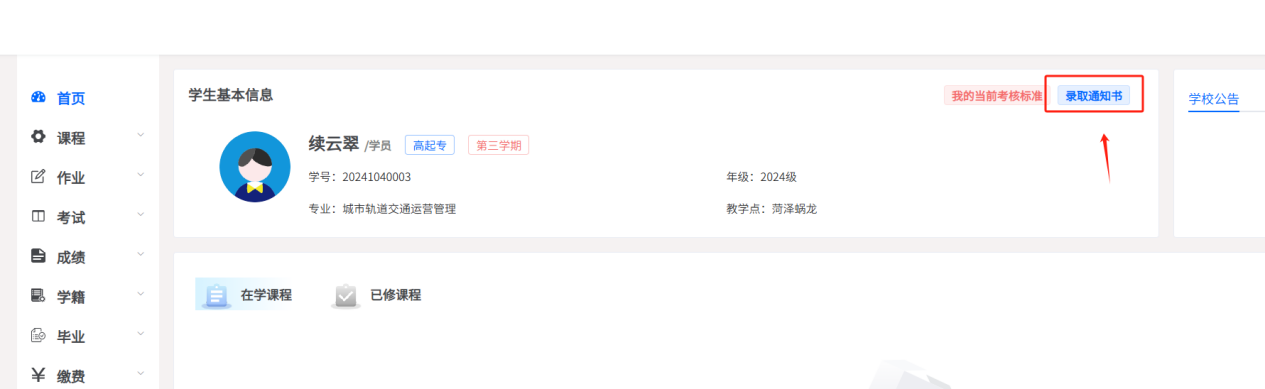 首页
课程
作业
考试
成绩
学籍
毕业
缴费
学生基本信息
我的当前考核标准
录取通知书
续云翠 /学员 高起专 第三学期
学号：20241040003
年级：2024级
专业：城市轨道交通运营管理
教学点：菏泽蜗龙
在学课程
已修课程
学校公告